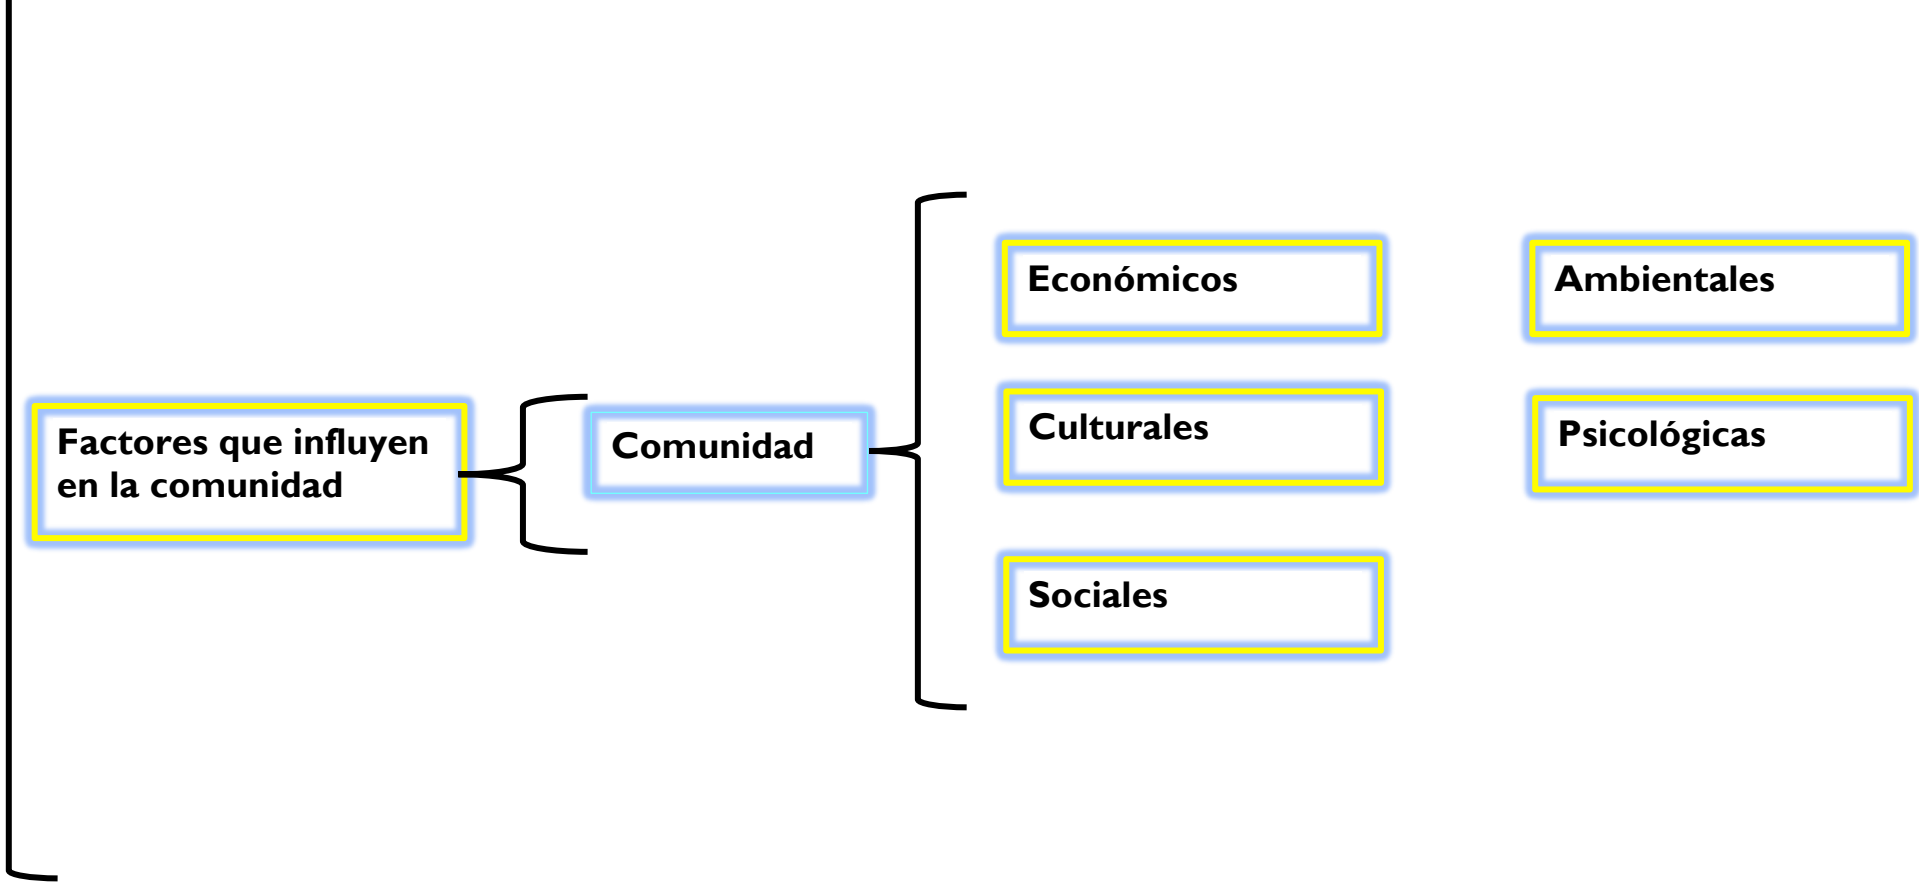 Factores que influyen
en la comunidad
Comunidad
Económicos
Culturales
Sociales
Ambientales
Psicológicas